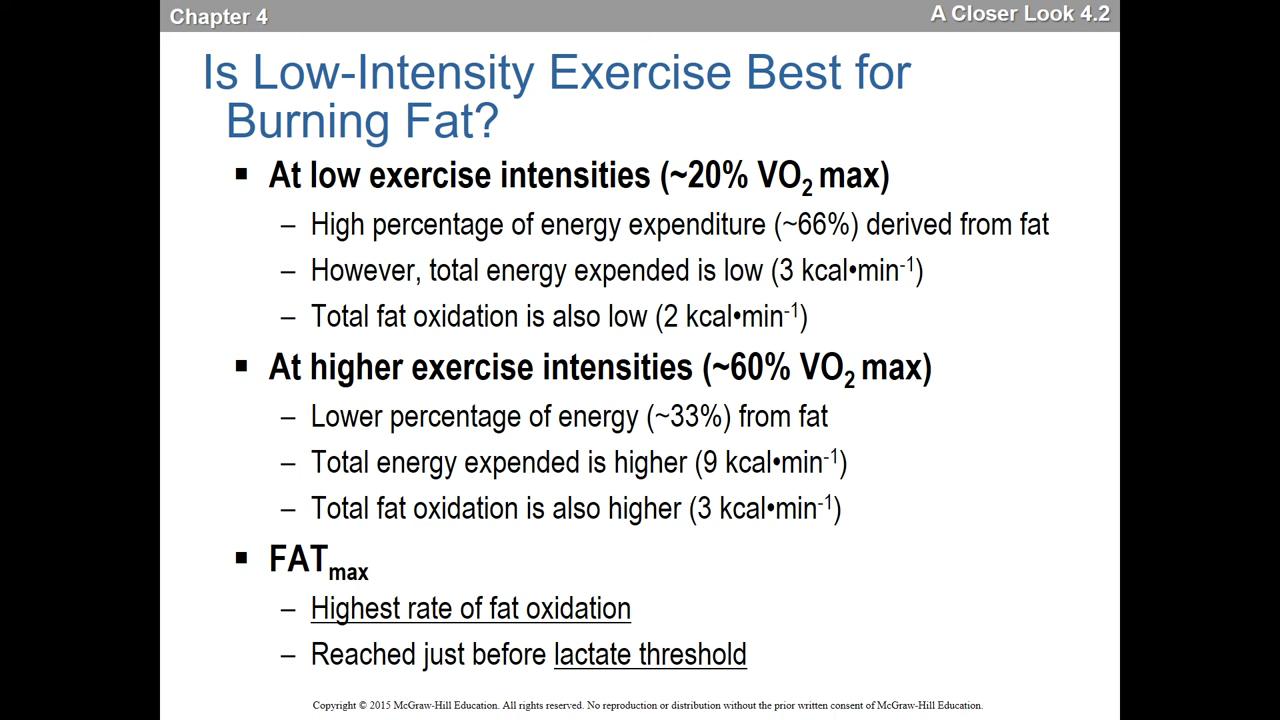 Chapter 4
A Closer Look 4.2
Is Low-Intensity Exercise Best for
Burning Fat?
▪ At low exercise intensities (~20% VO₂ max)
– High percentage of energy expenditure (~66%) derived from fat
– However, total energy expended is low (3 kcal•min⁻¹)
– Total fat oxidation is also low (2 kcal•min⁻¹)
▪ At higher exercise intensities (~60% VO₂ max)
– Lower percentage of energy (~33%) from fat
– Total energy expended is higher (9 kcal•min⁻¹)
– Total fat oxidation is also higher (3 kcal•min⁻¹)
▪ FATmax
– Highest rate of fat oxidation
– Reached just before lactate threshold
Copyright © 2015 McGraw-Hill Education. All rights reserved. No reproduction or distribution without the prior written consent of McGraw-Hill Education.